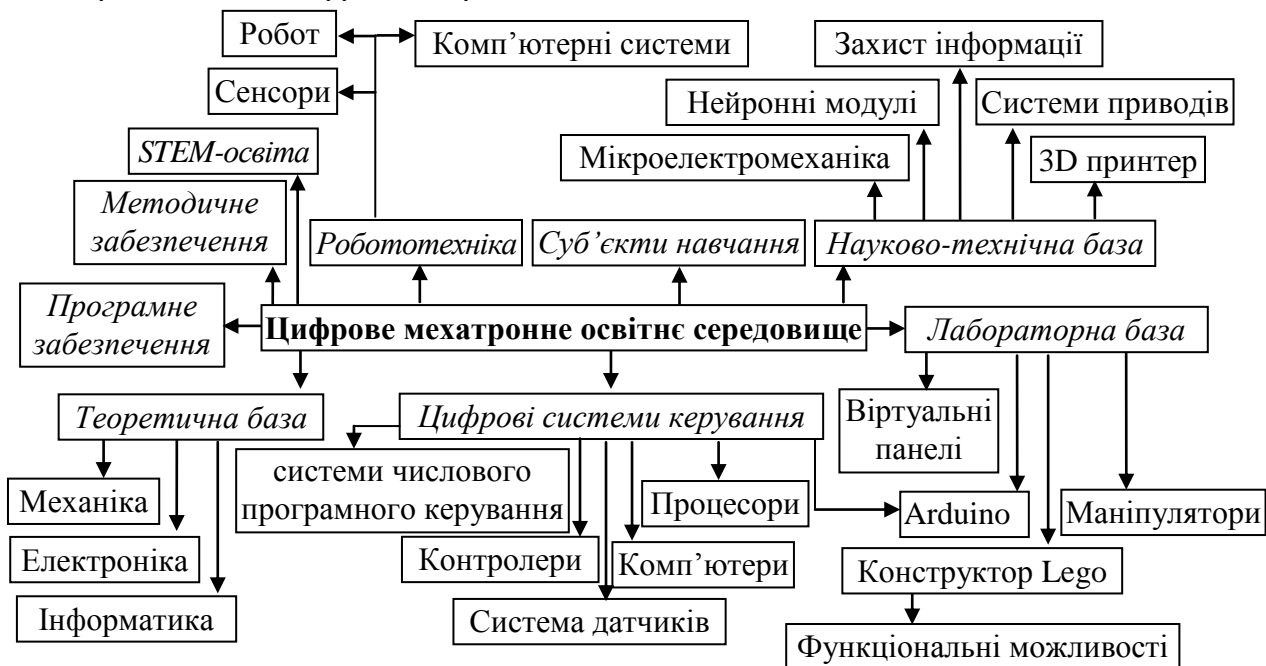 Робот
Комп’ютерні системи
Захист інформації
Сенсори
Нейронні модулі
Системи приводів
STEM-освіта
Мікроелектромеханіка
3D принтер
Методичне
забезпечення
Робототехніка
Суб’єкти навчання
Науково-технічна база
Програмне
забезпечення
Цифрове мехатронне освітнє середовище
Лабораторна база
Теоретична база
Цифрові системи керування
Віртуальні
панелі
системи числового
програмного керування
Механіка
Процесори
Arduino
Маніпулятори
Електроніка
Контролери
Комп’ютери
Конструктор Lego
Інформатика
Система датчиків
Функціональні можливості